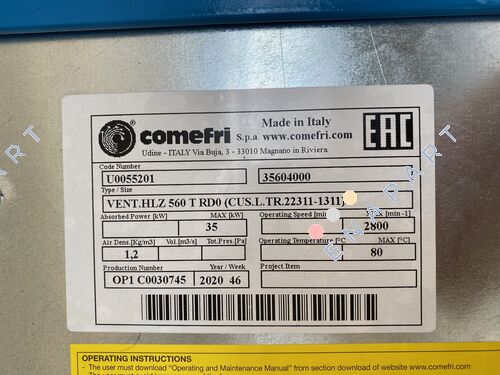 comefri S.p.a
Made in Italy
www.comefri.com
EAC
Udine - ITALY Via Buja, 3 - 33010 Magnano in Riviera
Code Number
U0055201 35604000
Type / Size
VENT.HLZ 560 T RD0 (CUS.L.TR.22311-1311)
Absorbed Power [kW] MAX [kW] Operating Speed [min-1] MAX [min -1]
35 2800
Air Dens.[Kg/m3] Vol.[m3/s] Tot.Pres.[Pa] Operating Temperature [°C] MAX [°C]
1,2 80
Production Number Year / Week Project Item
OP1 C0030745 2020 46
OPERATING INSTRUCTIONS
- The user must download "Operating and Maintenance Manual" from section download of website www.comefri.com
ENAPART
ENAPART